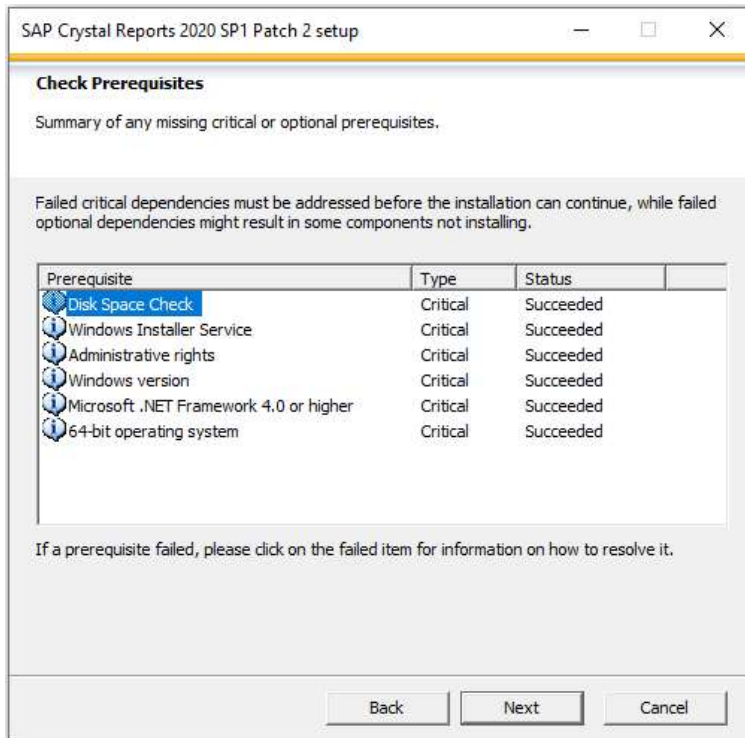 SAP Crystal Reports 2020 SP1 Patch 2 setup
Check Prerequisites
Summary of any missing critical or optional prerequisites.
Failed critical dependencies must be addressed before the installation can continue, while failed
optional dependencies might result in some components not installing.
Prerequisite Type Status
Disk Space Check Critical Succeeded
Windows Installer Service Critical Succeeded
Administrative rights Critical Succeeded
Windows version Critical Succeeded
Microsoft .NET Framework 4.0 or higher Critical Succeeded
64-bit operating system Critical Succeeded
If a prerequisite failed, please click on the failed item for information on how to resolve it.
Back Next Cancel